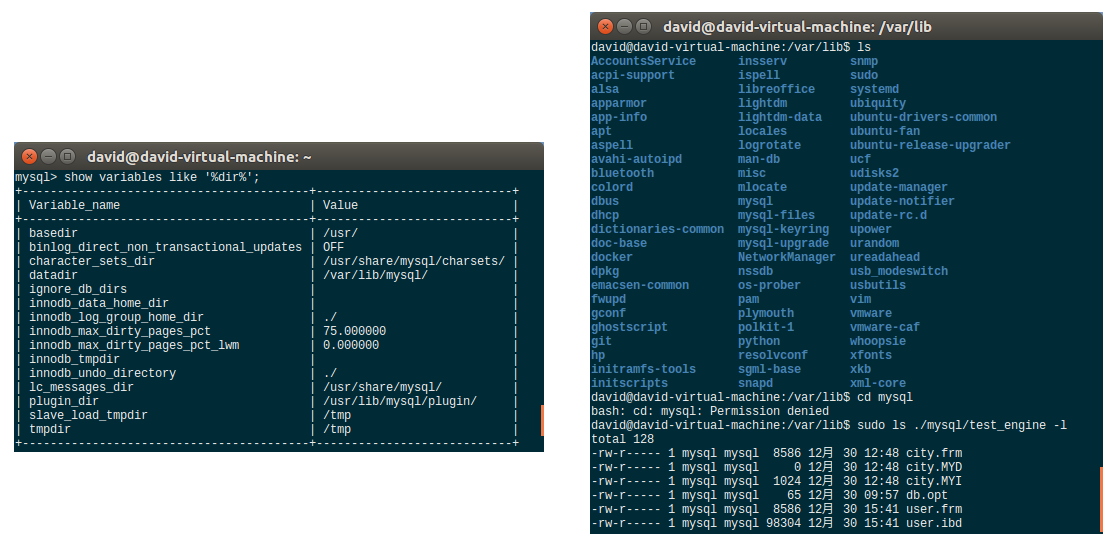 david@david-virtual-machine: ~
mysql> show variables like '%dir%';
+-----------------------------------------+----------------------------+
| Variable_name                           | Value                      |
+-----------------------------------------+----------------------------+
| basedir                                 | /usr/                      |
| binlog_direct_non_transactional_updates | OFF                        |
| character_sets_dir                      | /usr/share/mysql/charsets/ |
| datadir                                 | /var/lib/mysql/            |
| ignore_db_dirs                          |                            |
| innodb_data_home_dir                    |                            |
| innodb_log_group_home_dir               | ./                         |
| innodb_max_dirty_pages_pct              | 75.000000                  |
| innodb_max_dirty_pages_pct_lwm          | 0.000000                   |
| innodb_tmpdir                           |                            |
| innodb_undo_directory                   | ./                         |
| lc_messages_dir                         | /usr/share/mysql/          |
| plugin_dir                              | /usr/lib/mysql/plugin/     |
| slave_load_tmpdir                       | /tmp                       |
| tmpdir                                  | /tmp                       |
+-----------------------------------------+----------------------------+
david@david-virtual-machine: /var/lib
david@david-virtual-machine:/var/lib$ ls
AccountsService      insserv         snmp
acpi-support         ispell          sudo
alsa                 libreoffice     systemd
apparmor             lightdm         ubiquity
app-info             lightdm-data    ubuntu-drivers-common
apt                  locales         ubuntu-fan
aspell               logrotate       ubuntu-release-upgrader
avahi-autoipd        man-db          ucf
bluetooth            misc            udisks2
colord               mlocate         update-manager
dbus                 mysql           update-notifier
dhcp                 mysql-files     update-rc.d
dictionaries-common  mysql-keyring   upower
doc-base             mysql-upgrade   urandom
docker               NetworkManager  ureadahead
dpkg                 nssdb           usb_modeswitch
emacsen-common       os-prober       usbutils
fwupd                pam             vim
gconf                plymouth        vmware
ghostscript          polkit-1        vmware-caf
git                  python          whoopsie
hp                   resolvconf      xfonts
initramfs-tools      sgml-base       xkb
initscripts          snapd           xml-core
david@david-virtual-machine:/var/lib$ cd mysql
bash: cd: mysql: Permission denied
david@david-virtual-machine:/var/lib$ sudo ls ./mysql/test_engine -l
total 128
-rw-r----- 1 mysql mysql  8586 12月 30 12:48 city.frm
-rw-r----- 1 mysql mysql     0 12月 30 12:48 city.MYD
-rw-r----- 1 mysql mysql  1024 12月 30 12:48 city.MYI
-rw-r----- 1 mysql mysql    65 12月 30 09:57 db.opt
-rw-r----- 1 mysql mysql  8586 12月 30 15:41 user.frm
-rw-r----- 1 mysql mysql 98304 12月 30 15:41 user.ibd